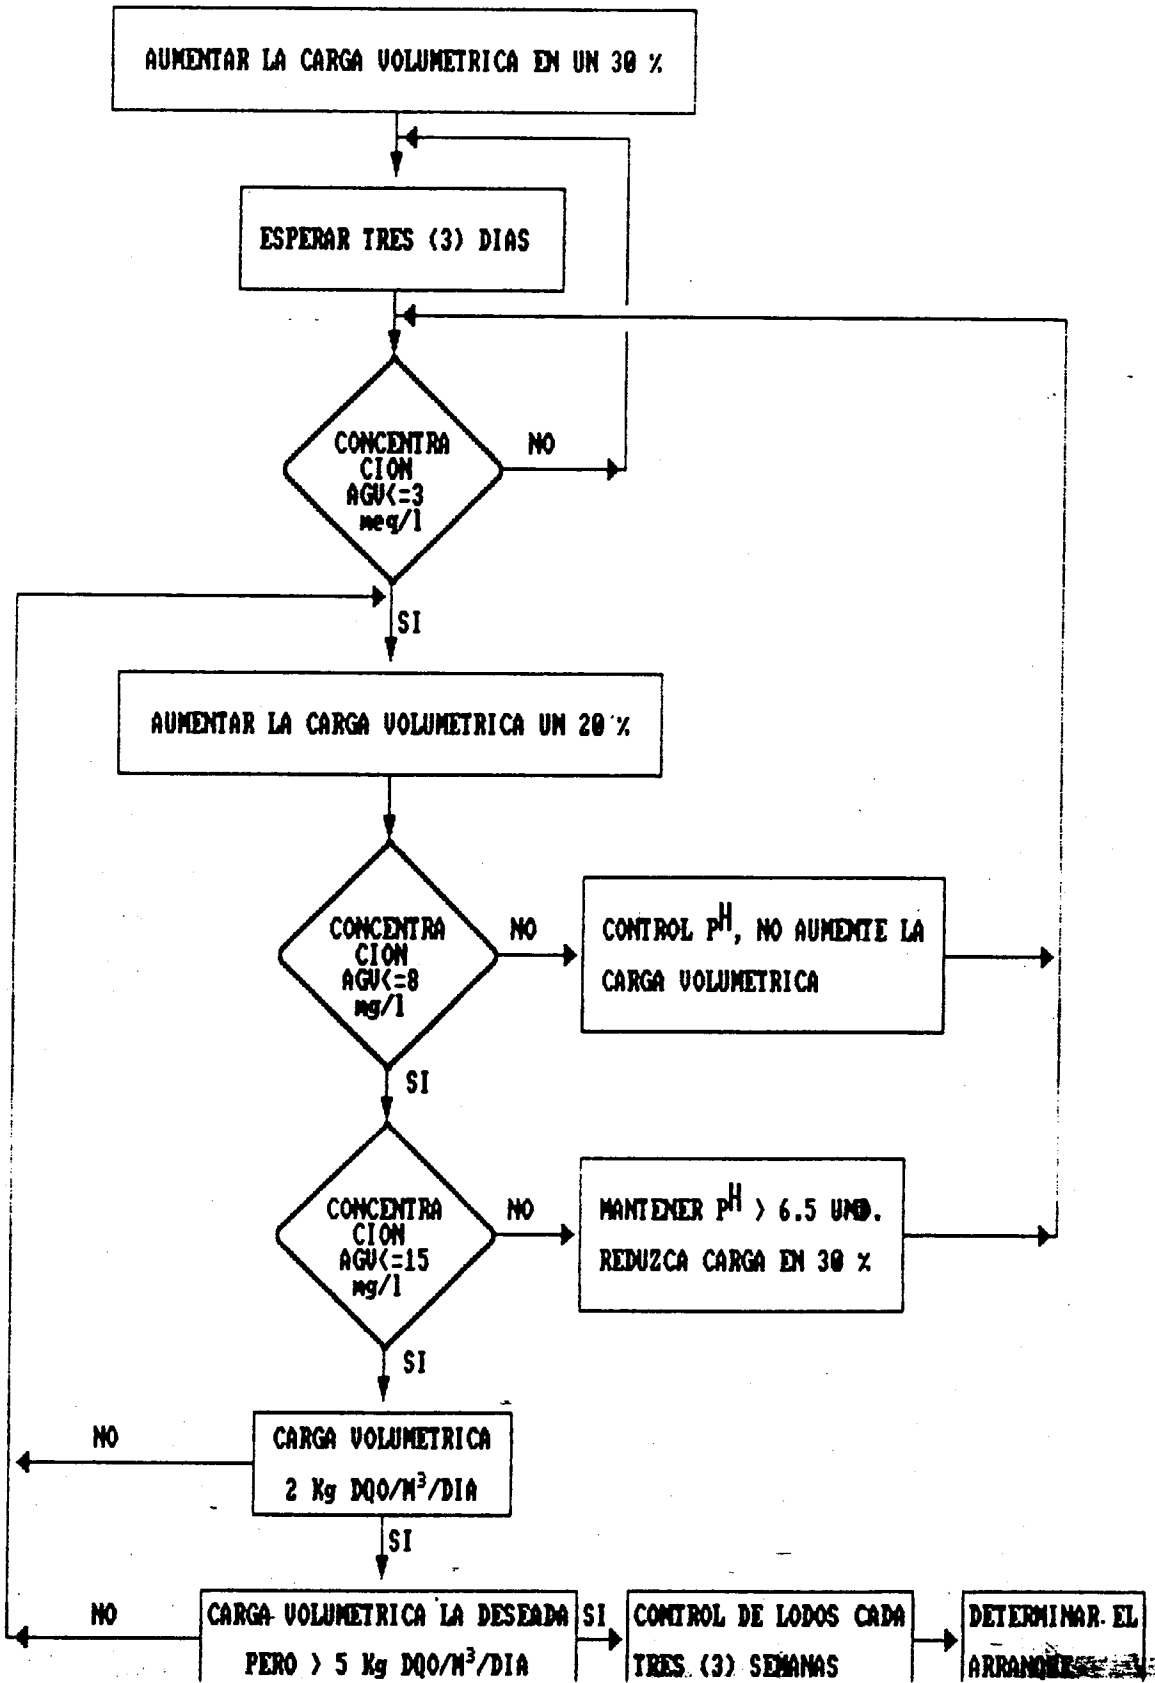 AUMENTAR LA CARGA VOLUMETRICA EN UN 30 %
ESPERAR TRES (3) DIAS
CONCENTRA
CION
AGV<=3
meq/l
NO
SI
AUMENTAR LA CARGA VOLUMETRICA UN 20 %
CONCENTRA
CION
AGV<=8
mg/l
NO
CONTROL PH, NO AUMENTE LA
CARGA VOLUMETRICA
SI
CONCENTRA
CION
AGV<=15
mg/l
NO
MANTENER PH > 6.5 UND.
REDUZCA CARGA EN 30 %
SI
NO
CARGA VOLUMETRICA
2 Kg DQO/M³/DIA
SI
NO
CARGA VOLUMETRICA LA DESEADA
PERO > 5 Kg DQO/M³/DIA
SI
CONTROL DE LODOS CADA
TRES (3) SEMANAS
DETERMINAR EL
ARRANQUE